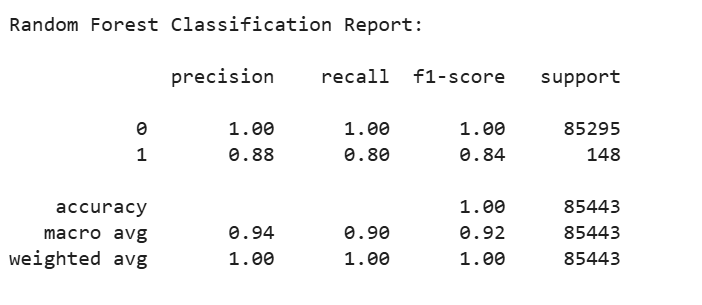 Random Forest Classification Report:
precision recall f1-score support
0 1.00 1.00 1.00 85295
1 0.88 0.80 0.84 148
accuracy 1.00 85443
macro avg 0.94 0.90 0.92 85443
weighted avg 1.00 1.00 1.00 85443